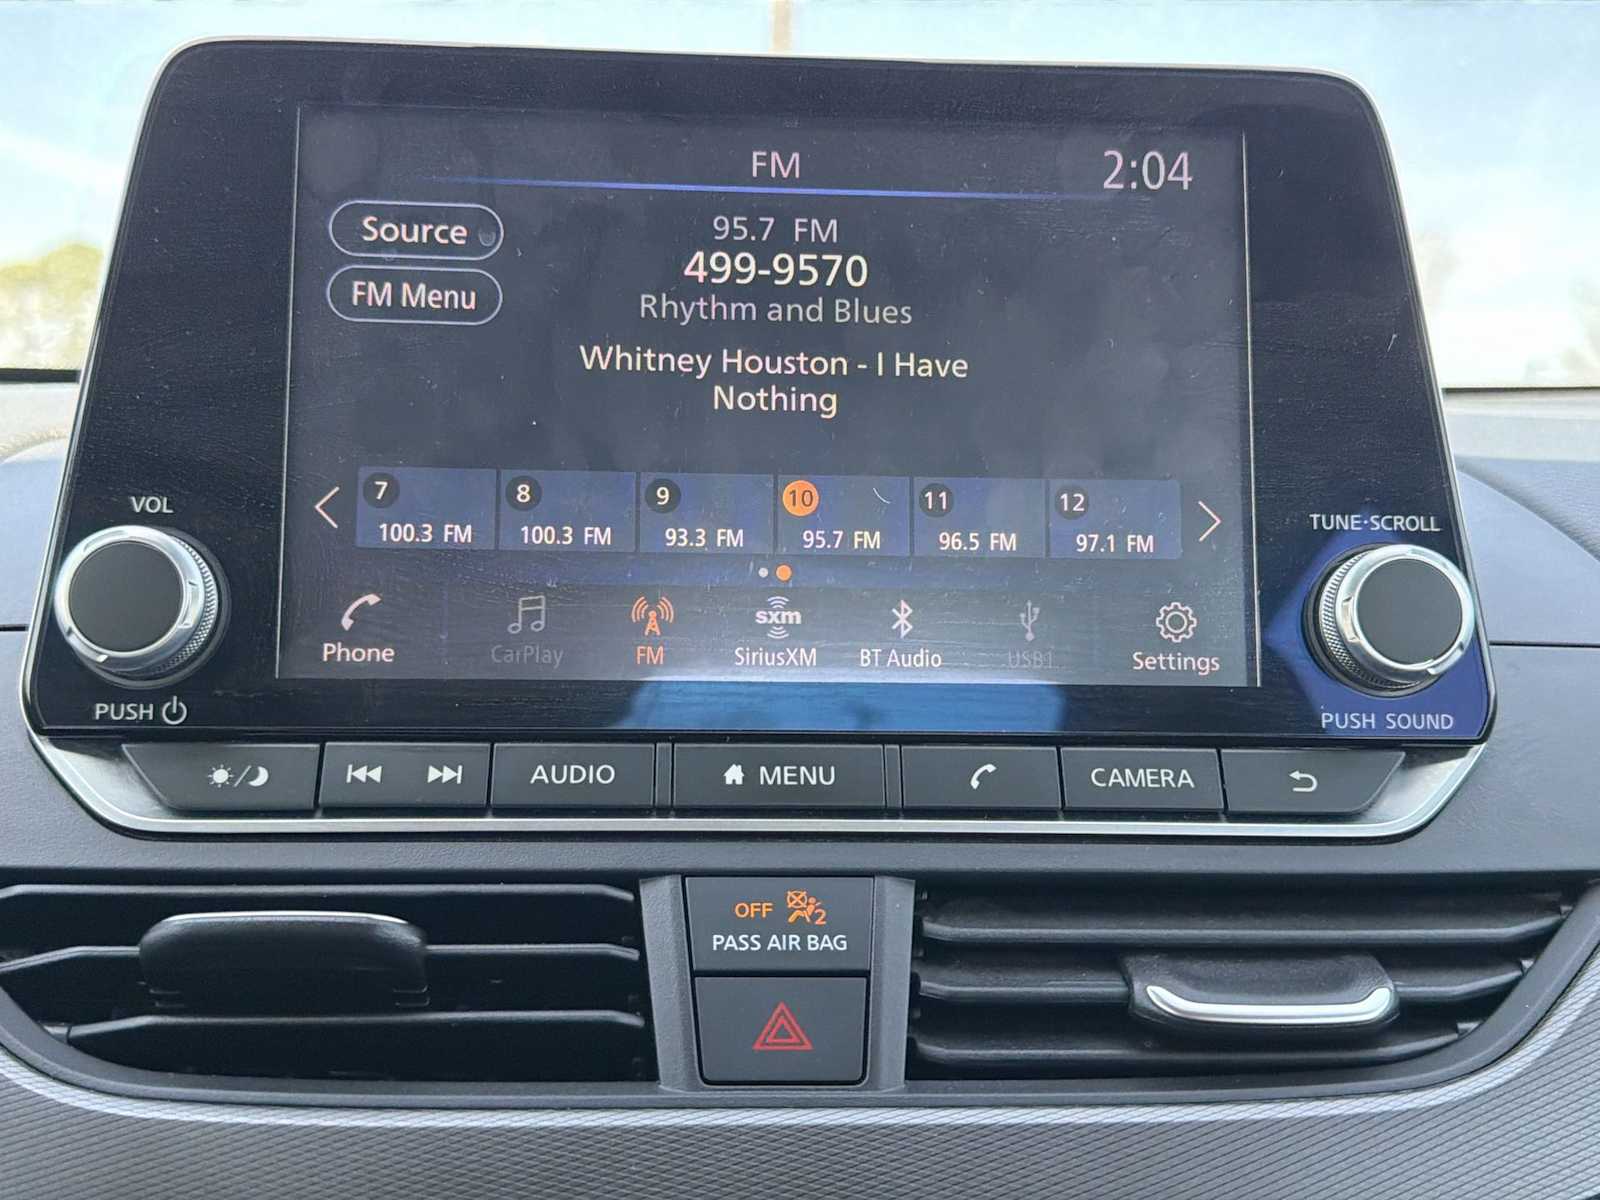 FM
2:04
Source
95.7 FM
499-9570
FM Menu
Rhythm and Blues
Whitney Houston - I Have
Nothing
7
8
9
10
11
12
100.3 FM
100.3 FM
93.3 FM
95.7 FM
96.5 FM
97.1 FM
VOL
TUNE·SCROLL
sxm
Phone
CarPlay
FM
SiriusXM
BT Audio
USB1
Settings
PUSH
PUSH SOUND
AUDIO
MENU
CAMERA
OFF
2
PASS AIR BAG